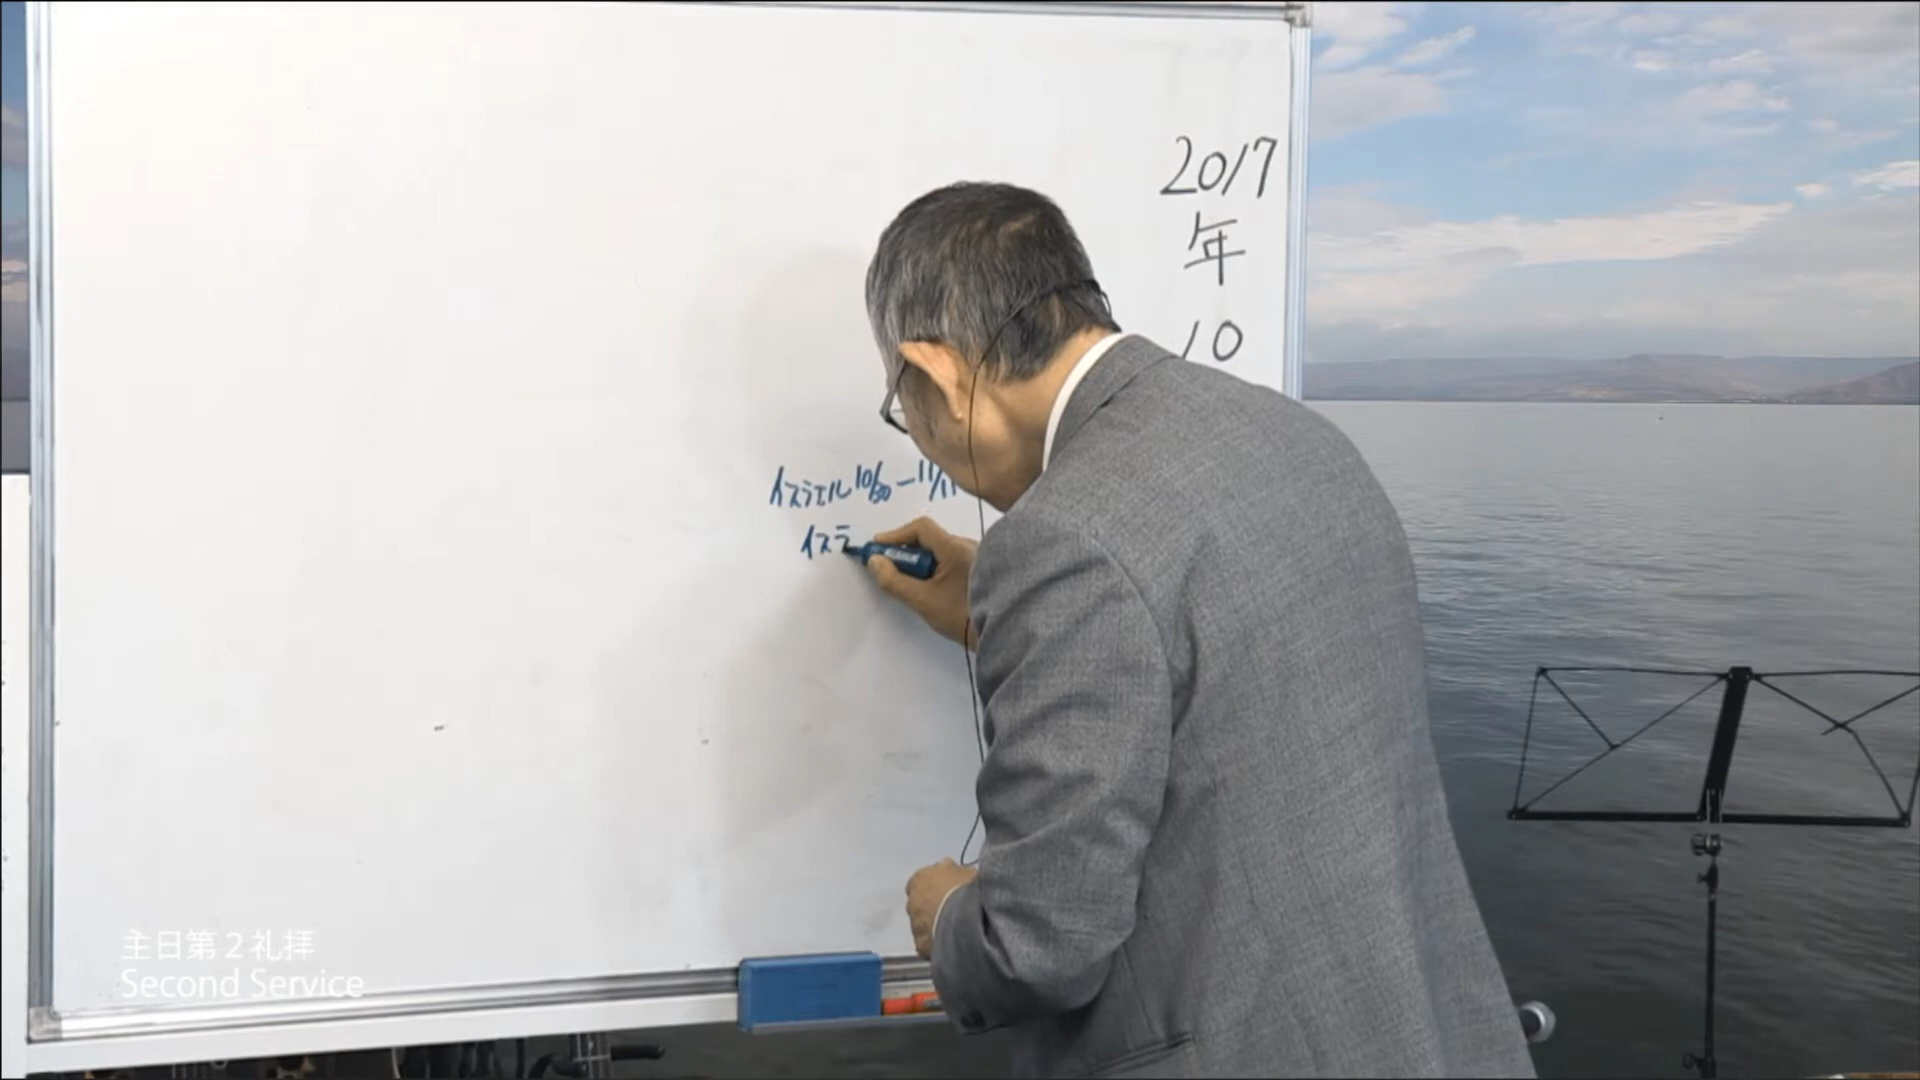 2017
年
10
イスラエル 10/30 – 11/11
イスラ
主日第2礼拝
Second Service